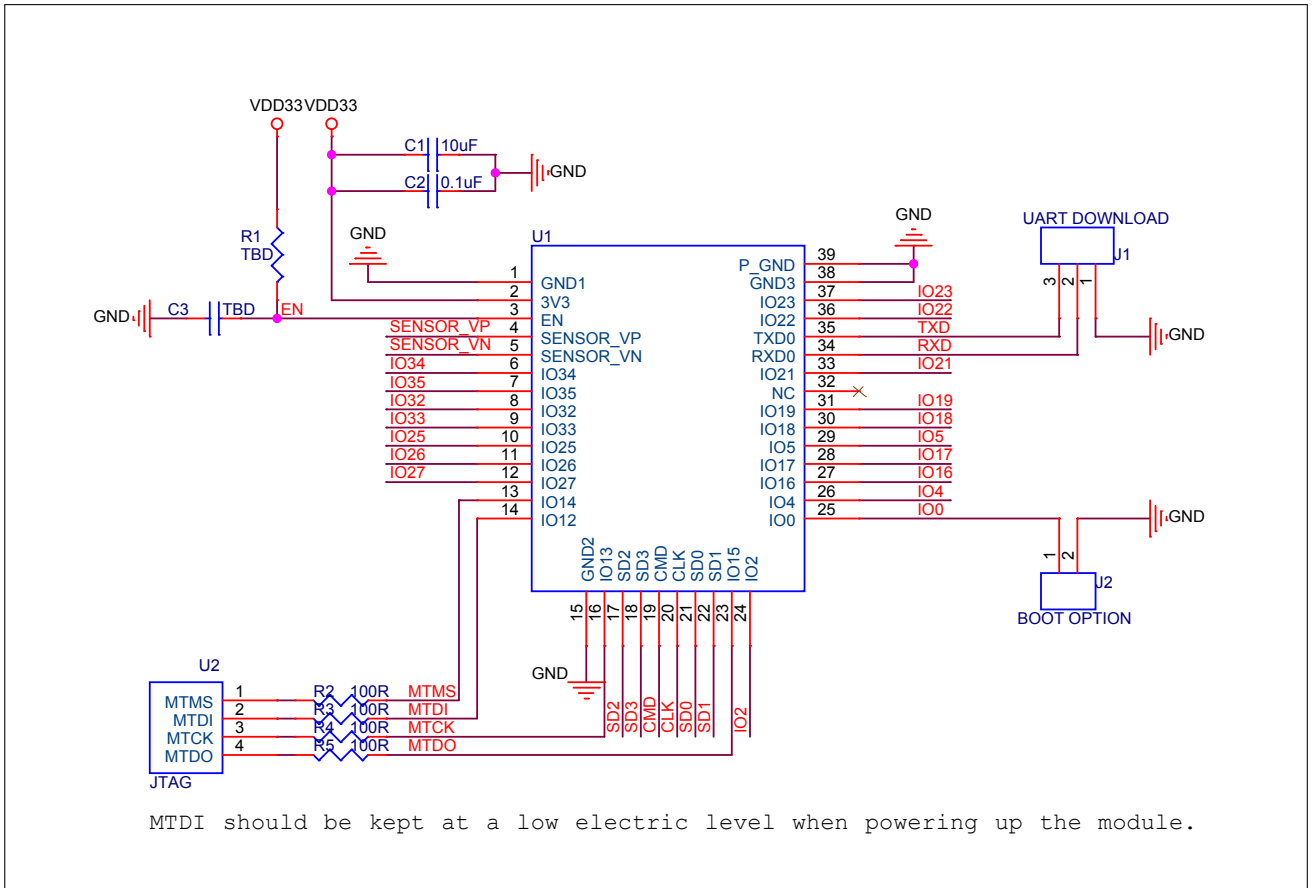 VDD33 VDD33
C1 10uF
C2 0.1uF
GND
R1
TBD
GND
GND
C3 TBD
EN
U1
1 GND1
2 3V3
3 EN
SENSOR_VP 4 SENSOR_VP
SENSOR_VN 5 SENSOR_VN
IO34 6 IO34
IO35 7 IO35
IO32 8 IO32
IO33 9 IO33
IO25 10 IO25
IO26 11 IO26
IO27 12 IO27
13 IO14
14 IO12
GND
P_GND 39
GND3 38
IO23 37 IO23
IO22 36 IO22
TXD0 35 TXD
RXD0 34 RXD
IO21 33 IO21
NC 32
IO19 31 IO19
IO18 30 IO18
IO5 29 IO5
IO17 28 IO17
IO16 27 IO16
IO4 26 IO4
IO0 25 IO0
UART DOWNLOAD
J1
3 2 1
GND
GND
1 2
J2
BOOT OPTION
GND2 IO13 SD2 SD3 CMD CLK SD0 SD1 IO15 IO2
15 16 17 18 19 20 21 22 23 24
GND
SD2 SD3 CMD CLK SD0 SD1 IO2
U2
MTMS 1 R2 100R MTMS
MTDI 2 R3 100R MTDI
MTCK 3 R4 100R MTCK
MTDO 4 R5 100R MTDO
JTAG
MTDI should be kept at a low electric level when powering up the module.